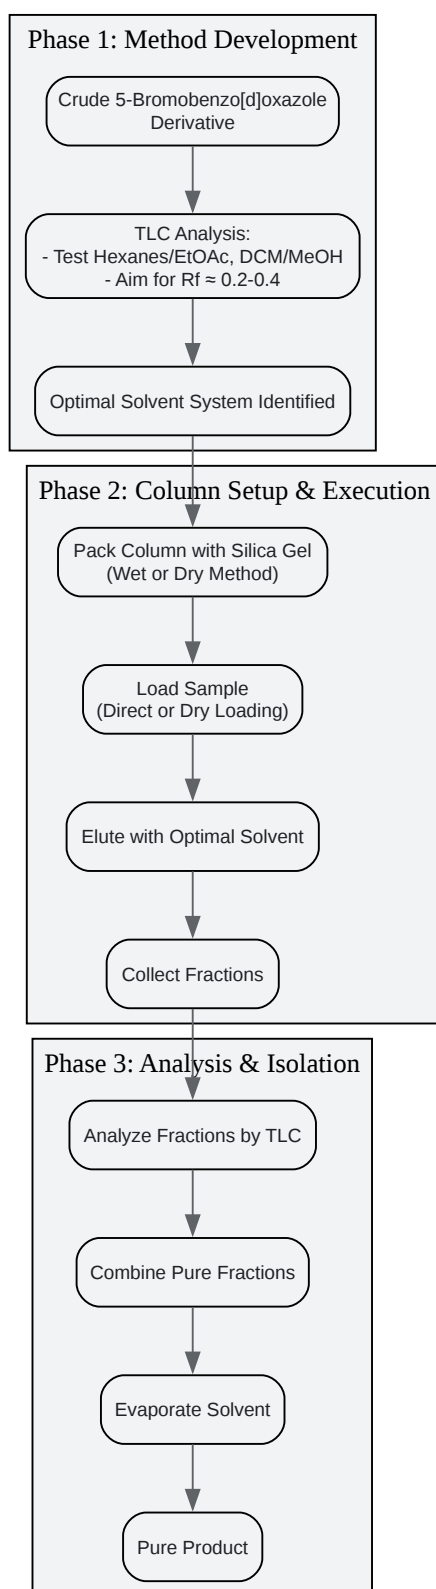 Phase 1: Method Development
Crude 5-Bromobenzo[d]oxazole
Derivative
TLC Analysis:
- Test Hexanes/EtOAc, DCM/MeOH
- Aim for Rf ≈ 0.2-0.4
Optimal Solvent System Identified
Phase 2: Column Setup & Execution
Pack Column with Silica Gel
(Wet or Dry Method)
Load Sample
(Direct or Dry Loading)
Elute with Optimal Solvent
Collect Fractions
Phase 3: Analysis & Isolation
Analyze Fractions by TLC
Combine Pure Fractions
Evaporate Solvent
Pure Product